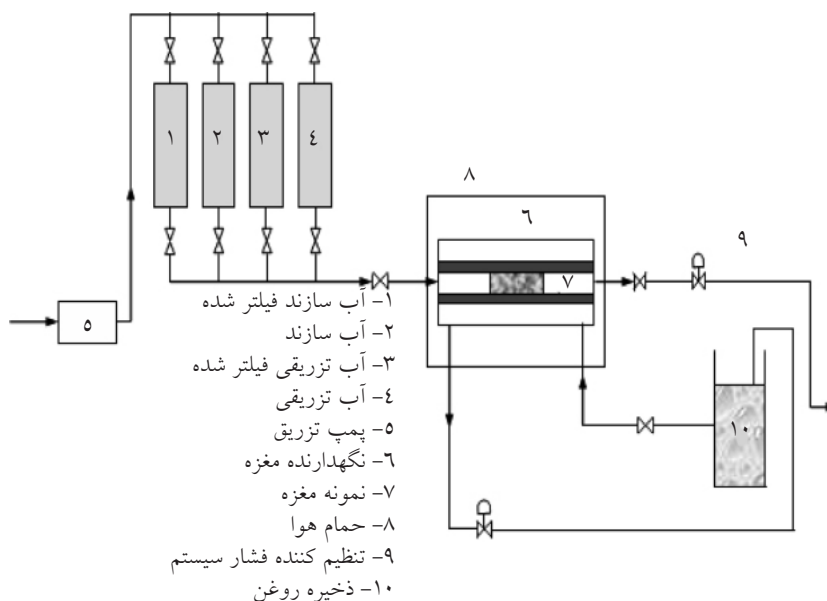 ۱
۲
۳
٤
۸
٦
۷
۹
٥
۱۰
۱- آب سازند فیلتر شده
۲- آب سازند
۳- آب تزریقی فیلتر شده
٤- آب تزریقی
٥- پمپ تزریق
٦- نگهدارنده مغزه
۷- نمونه مغزه
۸- حمام هوا
۹- تنظیم کننده فشار سیستم
۱۰- ذخیره روغن